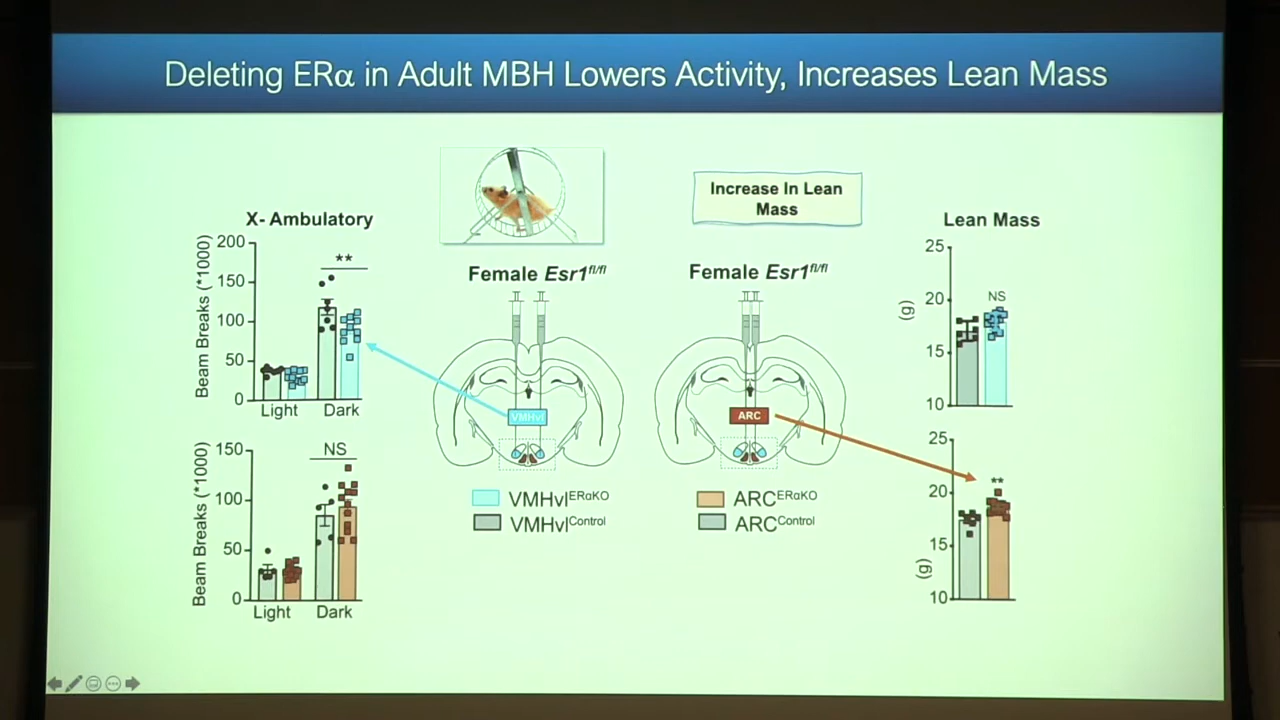 Deleting ERα in Adult MBH Lowers Activity, Increases Lean Mass
X- Ambulatory
Beam Breaks (*1000)
200
150
100
50
0
**
Light
Dark
Beam Breaks (*1000)
150
100
50
0
NS
Light
Dark
Female Esr1fl/fl
VMHvl
VMHvlERαKO
VMHvlControl
Increase In Lean
Mass
Female Esr1fl/fl
ARC
ARCERαKO
ARCControl
Lean Mass
(g)
25
20
15
10
NS
(g)
25
20
15
10
**